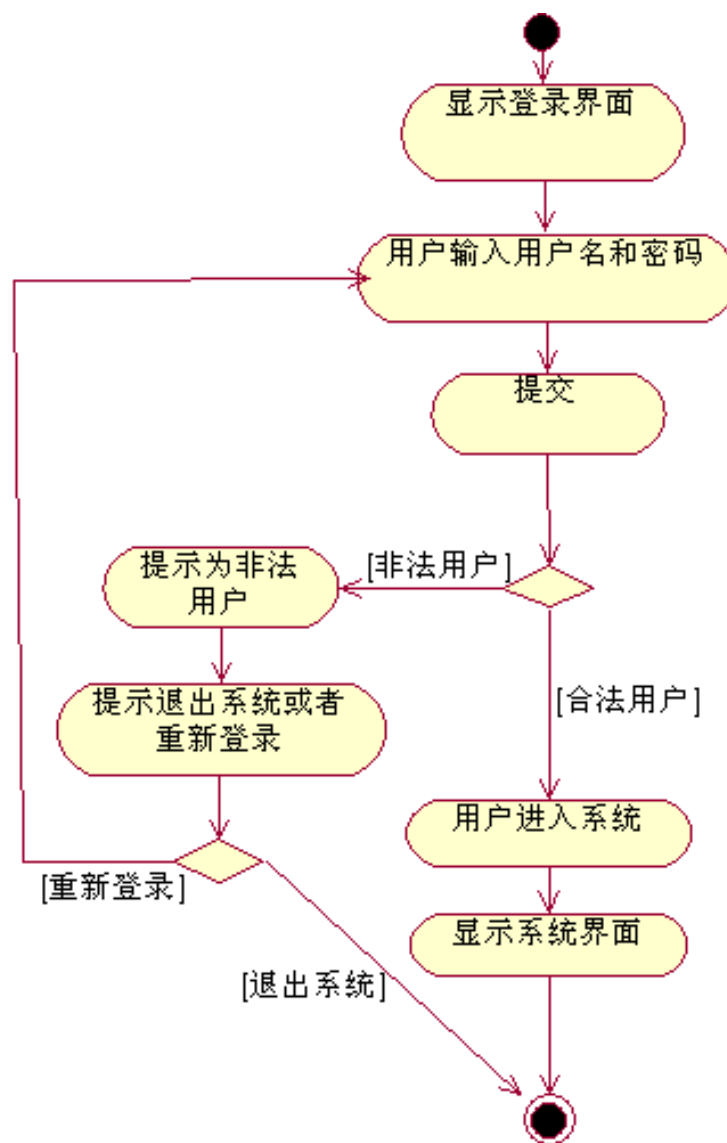 显示登录界面
用户输入用户名和密码
提交
[非法用户]
提示为非法
用户
提示退出系统或者
重新登录
[合法用户]
用户进入系统
[重新登录]
显示系统界面
[退出系统]